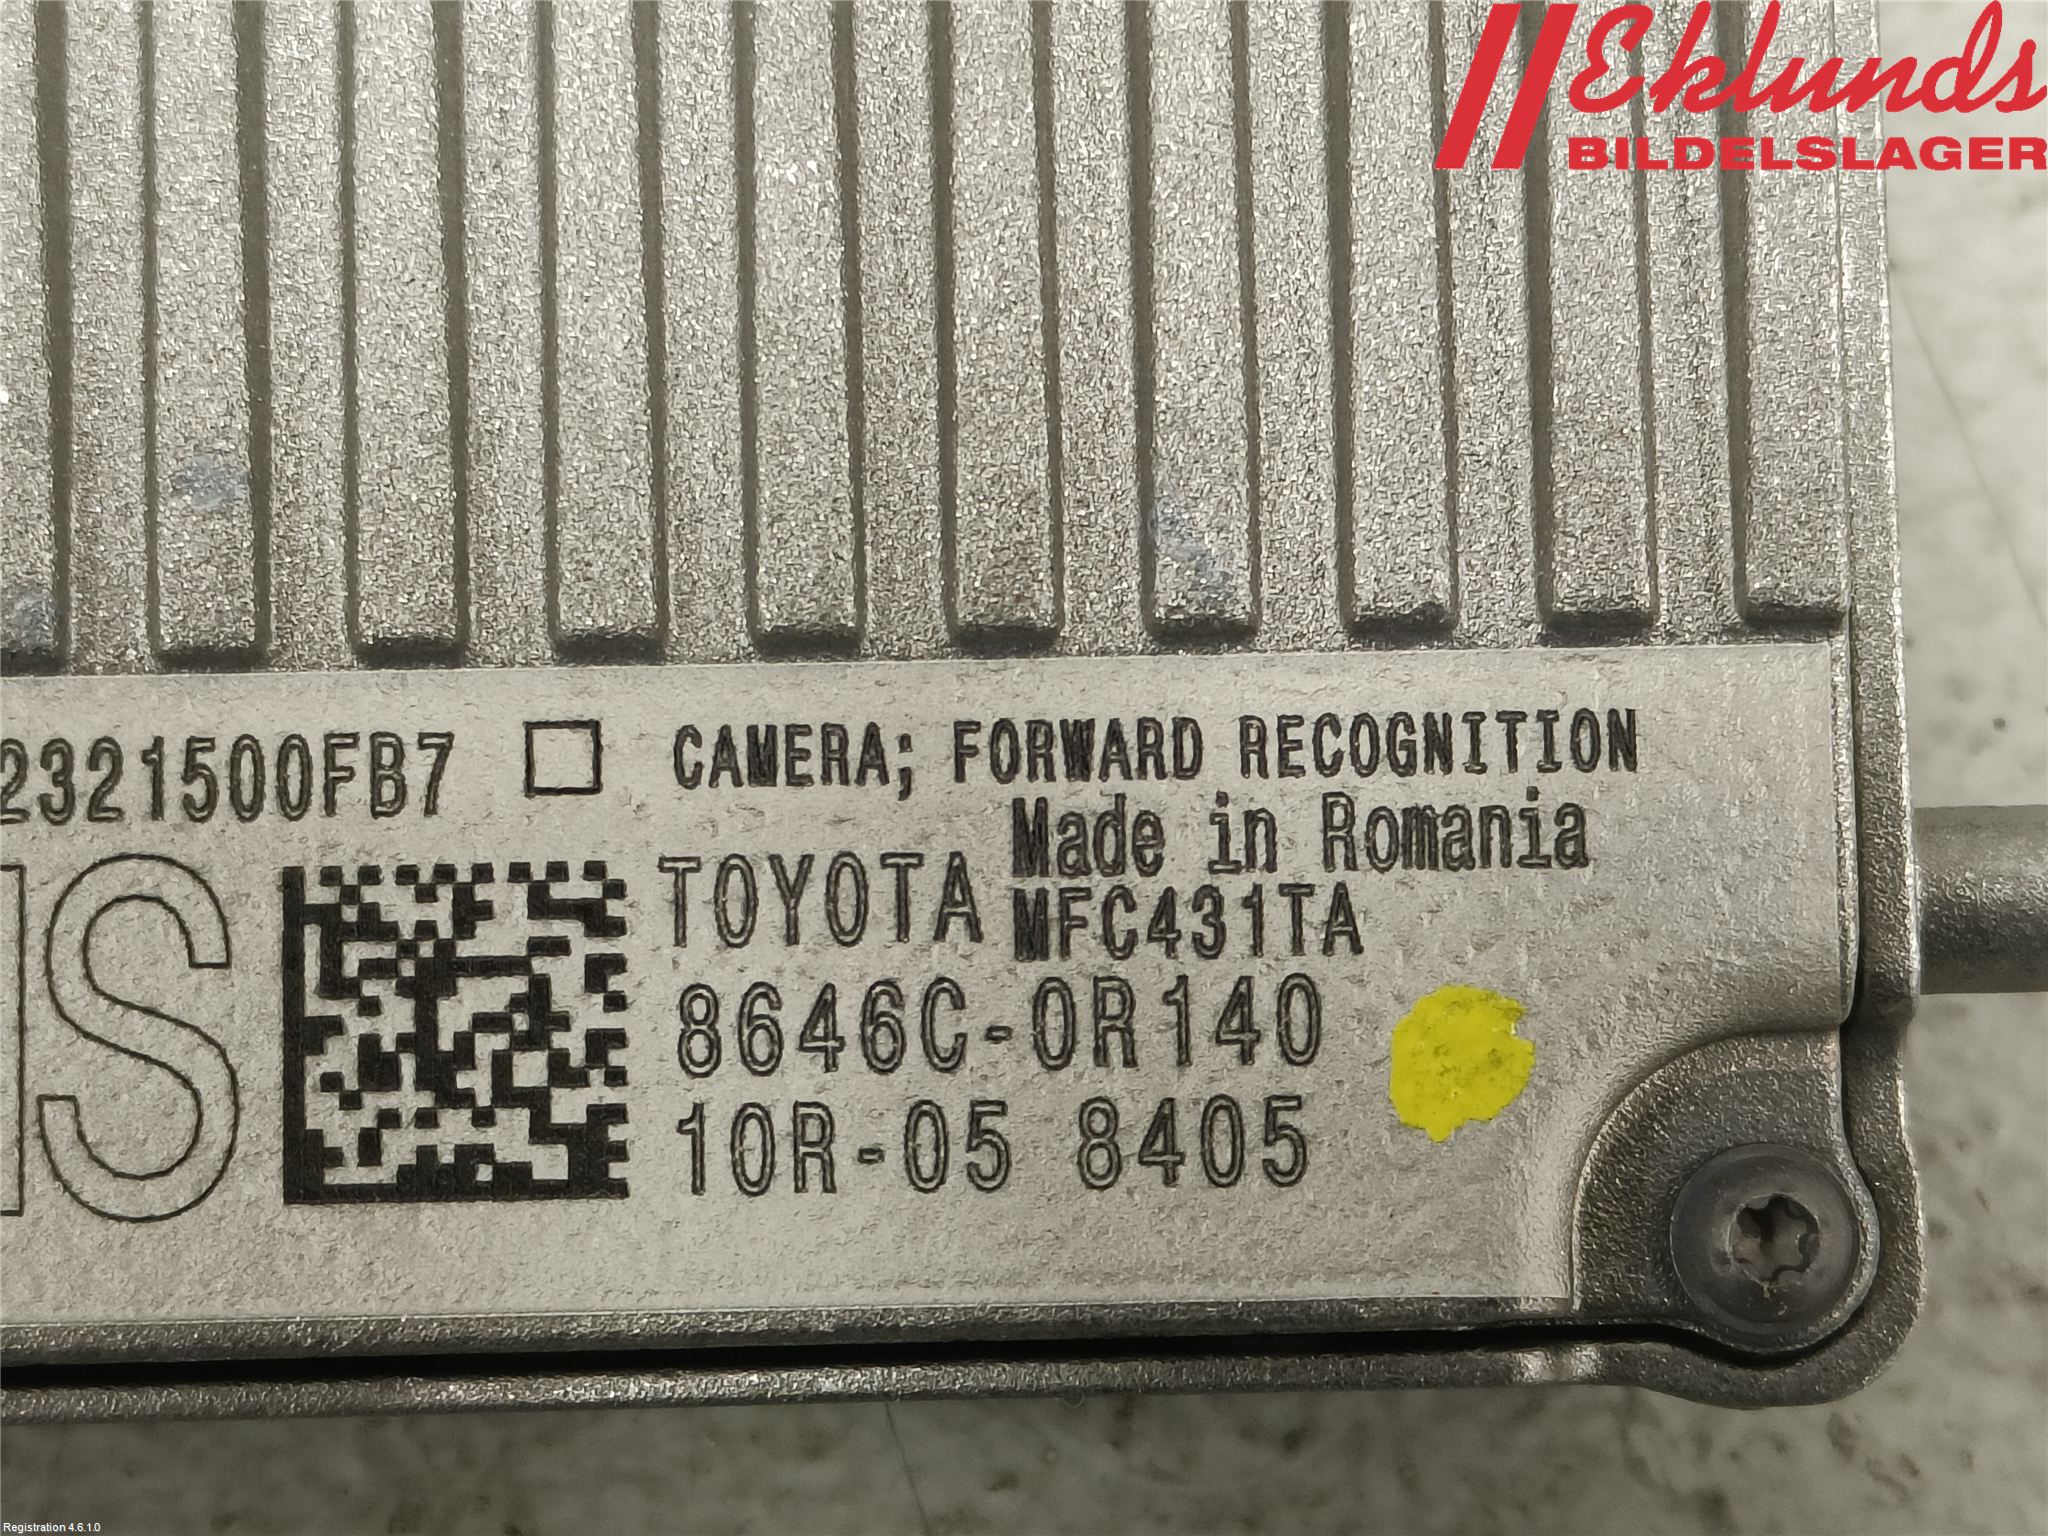 Eklunds
BILDELSLAGER
2321500FB7 □ CAMERA; FORWARD RECOGNITION
Made in Romania
TOYOTA MFC431TA
8646C-0R140
10R-05 8405
S
Registration 4.6.1.0